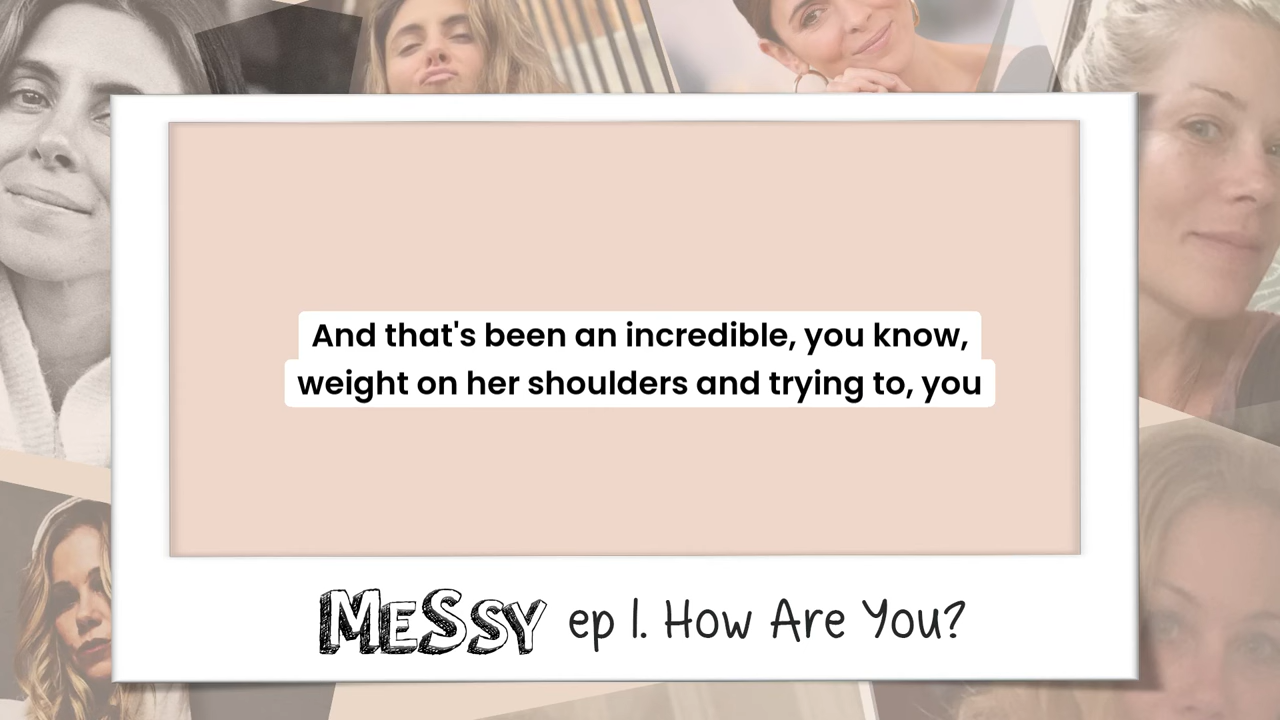 And that's been an incredible, you know,
weight on her shoulders and trying to, you
MeSSY ep 1. How Are You?